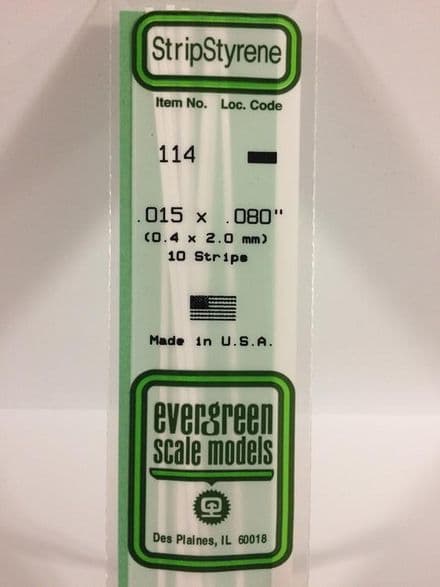 StripStyrene
Item No. Loc. Code
114
.015 x .080"
(0.4 x 2.0 mm)
10 Strips
Made in U.S.A.
evergreen
scale models
Des Plaines, IL 60018